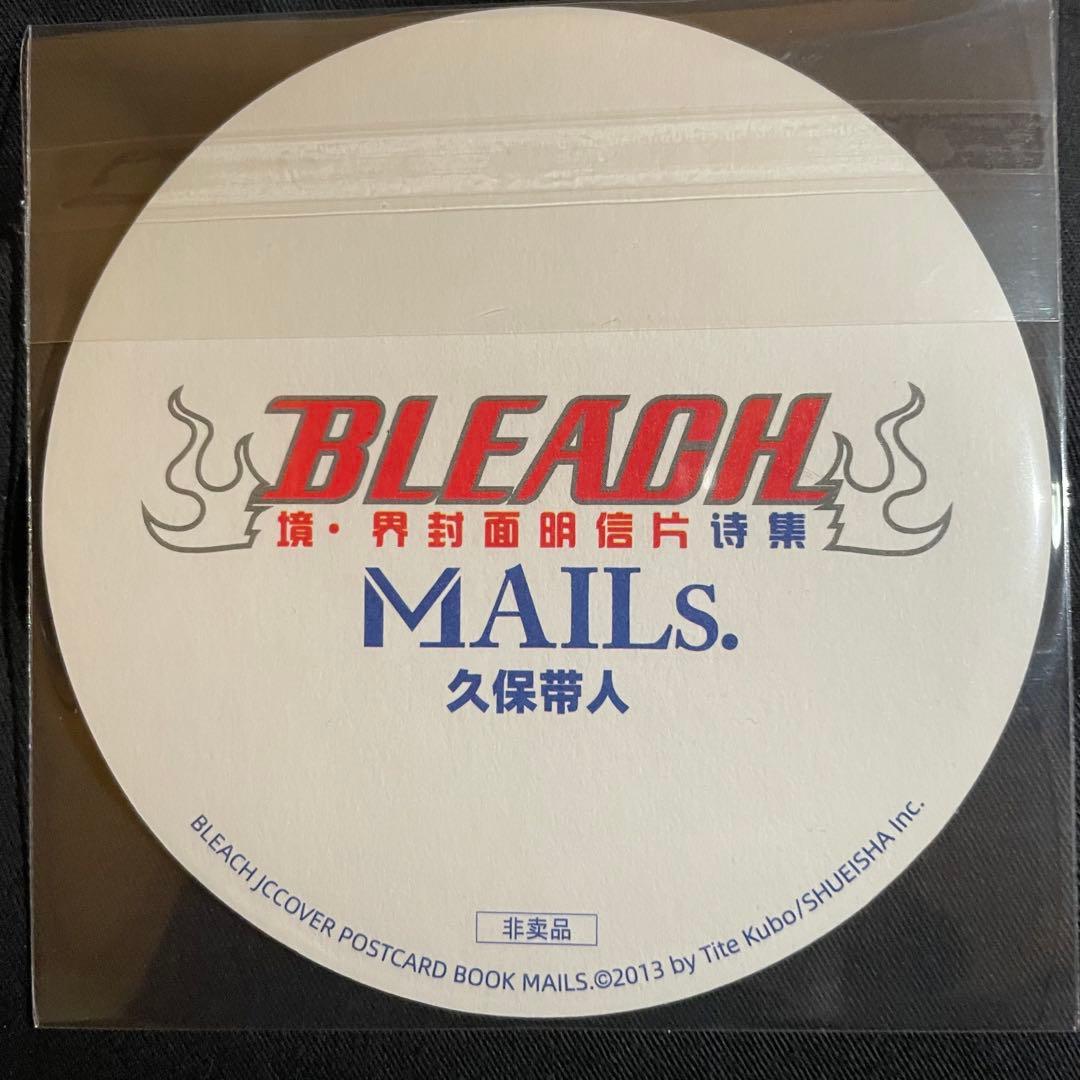 BLEACH
境·界封面明信片诗集
MAILs.
久保带人
非卖品
BLEACH JCCOVER POSTCARD BOOK MAILS.©2013 by Tite Kubo/SHUEISHA Inc.